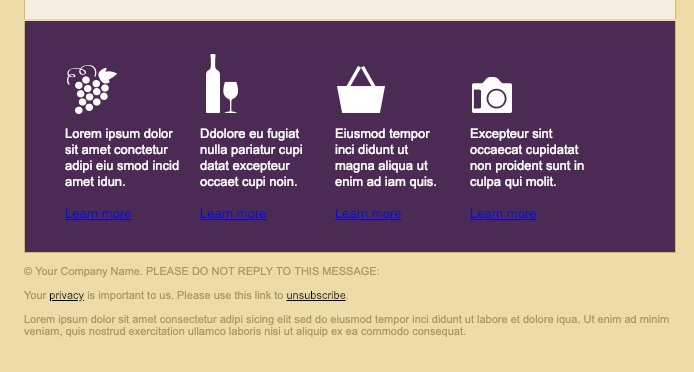 Lorem ipsum dolor
sit amet conctetur
adipi eiu smod incid
amet idun.
Learn more
Ddolore eu fugiat
nulla pariatur cupi
datat excepteur
occaet cupi noin.
Learn more
Eiusmod tempor
inci didunt ut
magna aliqua ut
enim ad iam quis.
Learn more
Excepteur sint
occaecat cupidatat
non proident sunt in
culpa qui molit.
Learn more
© Your Company Name. PLEASE DO NOT REPLY TO THIS MESSAGE:
Your privacy is important to us. Please use this link to unsubscribe.
Lorem ipsum dolor sit amet consectetur adipi sicing elit sed do eiusmod tempor inci didunt ut labore et dolore iqua. Ut enim ad minim
veniam, quis nostrud exercitation ullamco laboris nisi ut aliquip ex ea commodo consequat.